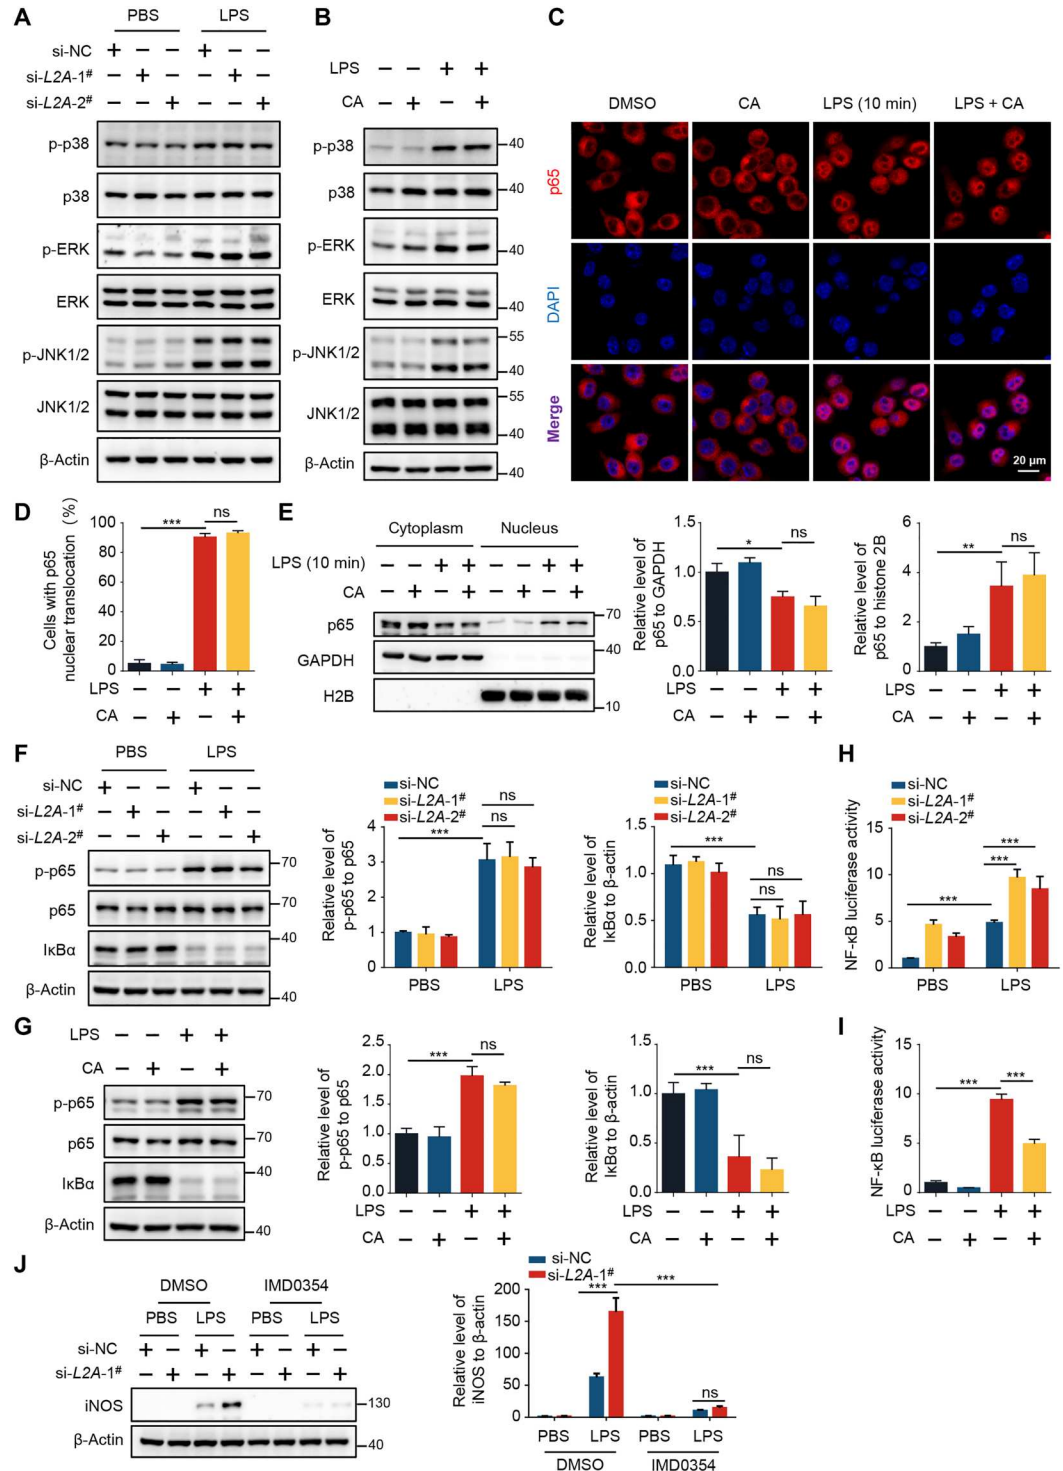 A
PBS LPS
si-NC + − − + − −
si-L2A-1# − + − − + −
si-L2A-2# − − + − − +
p-p38
p38
p-ERK
ERK
p-JNK1/2
JNK1/2
β-Actin
B
LPS − − + +
CA − + − +
p-p38 40
p38 40
p-ERK 40
ERK 40
p-JNK1/2 55
40
JNK1/2 55
40
β-Actin 40
C
DMSO CA LPS (10 min) LPS + CA
p65
DAPI
Merge
20 µm
D
Cells with p65
nuclear translocation (%)
100
80
60
40
20
0
*** ns
LPS − − + +
CA − + − +
E
Cytoplasm Nucleus
LPS (10 min) − − + + − − + +
CA − + − + − + − +
p65 70
GAPDH 40
H2B 10
Relative level of
p65 to GAPDH
1.5
1.0
0.5
0.0
* ns
LPS − − + +
CA − + − +
Relative level of
p65 to histone 2B
6
4
2
0
** ns
LPS − − + +
CA − + − +
F
PBS LPS
si-NC + − − + − −
si-L2A-1# − + − − + −
si-L2A-2# − − + − − +
p-p65 70
p65 70
IκBα 40
β-Actin 40
si-NC
si-L2A-1#
si-L2A-2#
Relative level of
p-p65 to p65
4
3
2
1
0
*** ns
ns
PBS LPS
si-NC
si-L2A-1#
si-L2A-2#
Relative level of
IκBα to β-actin
1.5
1.0
0.5
0.0
*** ns
ns
PBS LPS
H
si-NC
si-L2A-1#
si-L2A-2#
NF-κB luciferase activity
15
10
5
0
*** ***
***
PBS LPS
G
LPS − − + +
CA − + − +
p-p65 70
p65 70
IκBα 40
β-Actin 40
Relative level of
p-p65 to p65
2.5
2.0
1.5
1.0
0.5
0.0
*** ns
LPS − − + +
CA − + − +
Relative level of
IκBα to β-actin
1.5
1.0
0.5
0.0
*** ns
LPS − − + +
CA − + − +
I
NF-κB luciferase activity
15
10
5
0
*** ***
LPS − − + +
CA − + − +
J
DMSO IMD0354
PBS LPS PBS LPS
si-NC + − + − + − + −
si-L2A-1# − + − + − + − +
iNOS 130
β-Actin 40
si-NC
si-L2A-1#
Relative level of
iNOS to β-actin
200
150
100
50
0
*** ***
ns
PBS LPS PBS LPS
DMSO IMD0354